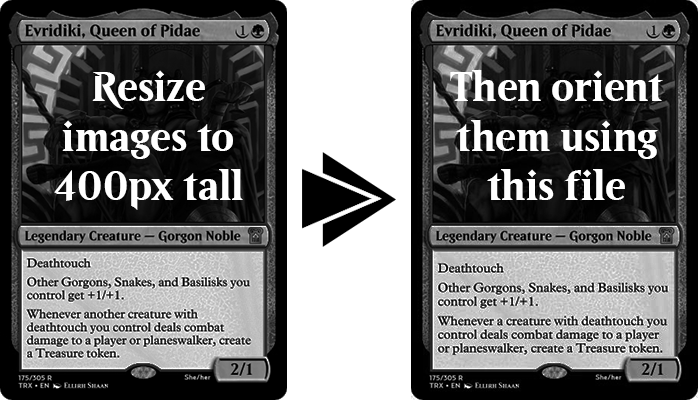 Evridiki, Queen of Pidae 1
Resize
images to
400px tall
Legendary Creature — Gorgon Noble
Deathtouch
Other Gorgons, Snakes, and Basilisks you
control get +1/+1.
Whenever another creature with
deathtouch you control deals combat
damage to a player or planeswalker, create
a Treasure token.
2/1
175/305 R She/her
TRX • EN Ellirh Shaan
Evridiki, Queen of Pidae 1
Then orient
them using
this file
Legendary Creature — Gorgon Noble
Deathtouch
Other Gorgons, Snakes, and Basilisks you
control get +1/+1.
Whenever a creature with deathtouch you
control deals combat damage to a player
or planeswalker, create a Treasure token.
2/1
175/305 R She/her
TRX • EN Ellirh Shaan